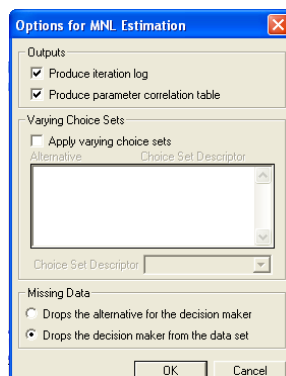 Options for MNL Estimation
Outputs
Produce iteration log
Produce parameter correlation table
Varying Choice Sets
Apply varying choice sets
Alternative Choice Set Descriptor
Choice Set Descriptor
Missing Data
Drops the alternative for the decision maker
Drops the decision maker from the data set
OK Cancel